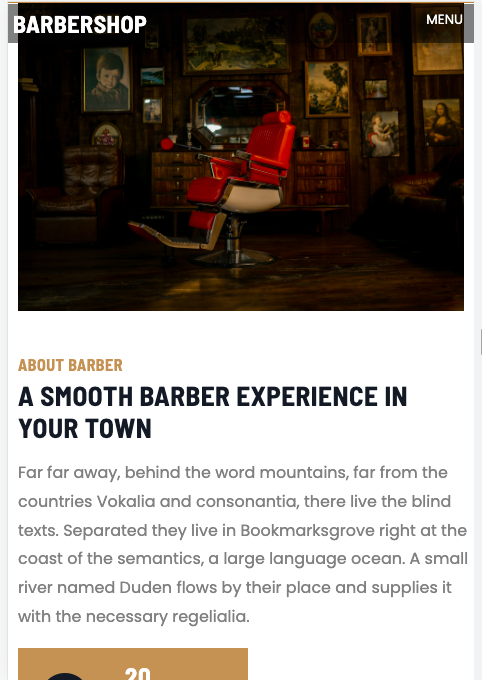 BARBERSHOP
MENU
ABOUT BARBER
A SMOOTH BARBER EXPERIENCE IN
YOUR TOWN
Far far away, behind the word mountains, far from the
countries Vokalia and consonantia, there live the blind
texts. Separated they live in Bookmarksgrove right at the
coast of the semantics, a large language ocean. A small
river named Duden flows by their place and supplies it
with the necessary regelialia.
20